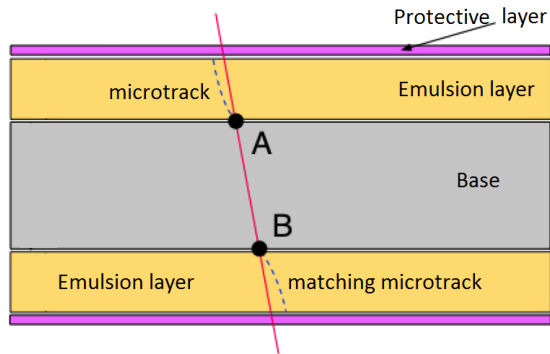 Protective layer
microtrack
Emulsion layer
A
Base
B
Emulsion layer
matching microtrack